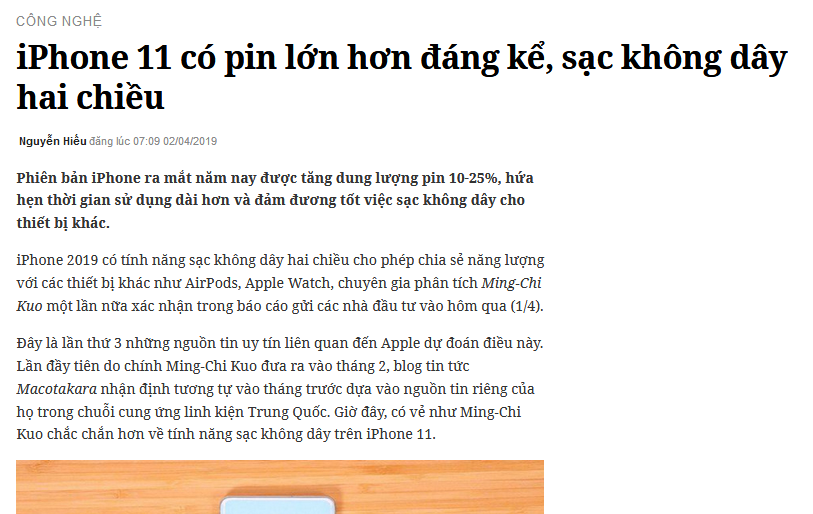 CÔNG NGHỆ
iPhone 11 có pin lớn hơn đáng kể, sạc không dây
hai chiều
Nguyễn Hiếu đăng lúc 07:09 02/04/2019
Phiên bản iPhone ra mắt năm nay được tăng dung lượng pin 10-25%, hứa
hẹn thời gian sử dụng dài hơn và đảm đương tốt việc sạc không dây cho
thiết bị khác.
iPhone 2019 có tính năng sạc không dây hai chiều cho phép chia sẻ năng lượng
với các thiết bị khác như AirPods, Apple Watch, chuyên gia phân tích Ming-Chi
Kuo một lần nữa xác nhận trong báo cáo gửi các nhà đầu tư vào hôm qua (1/4).
Đây là lần thứ 3 những nguồn tin uy tín liên quan đến Apple dự đoán điều này.
Lần đầy tiên do chính Ming-Chi Kuo đưa ra vào tháng 2, blog tin tức
Macotakara nhận định tương tự vào tháng trước dựa vào nguồn tin riêng của
họ trong chuỗi cung ứng linh kiện Trung Quốc. Giờ đây, có vẻ như Ming-Chi
Kuo chắc chắn hơn về tính năng sạc không dây trên iPhone 11.